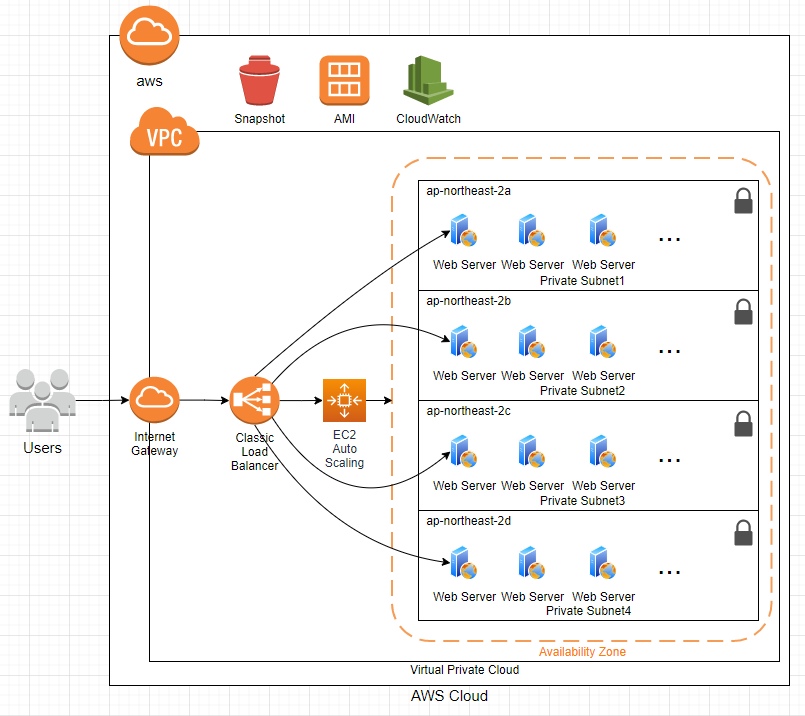 aws
Snapshot
AMI
CloudWatch
VPC
ap-northeast-2a
Web Server Web Server Web Server
...
Private Subnet1
ap-northeast-2b
Web Server Web Server Web Server
...
Private Subnet2
Users
Internet
Gateway
Classic
Load
Balancer
EC2
Auto
Scaling
ap-northeast-2c
Web Server Web Server Web Server
...
Private Subnet3
ap-northeast-2d
Web Server Web Server Web Server
...
Private Subnet4
Availability Zone
Virtual Private Cloud
AWS Cloud